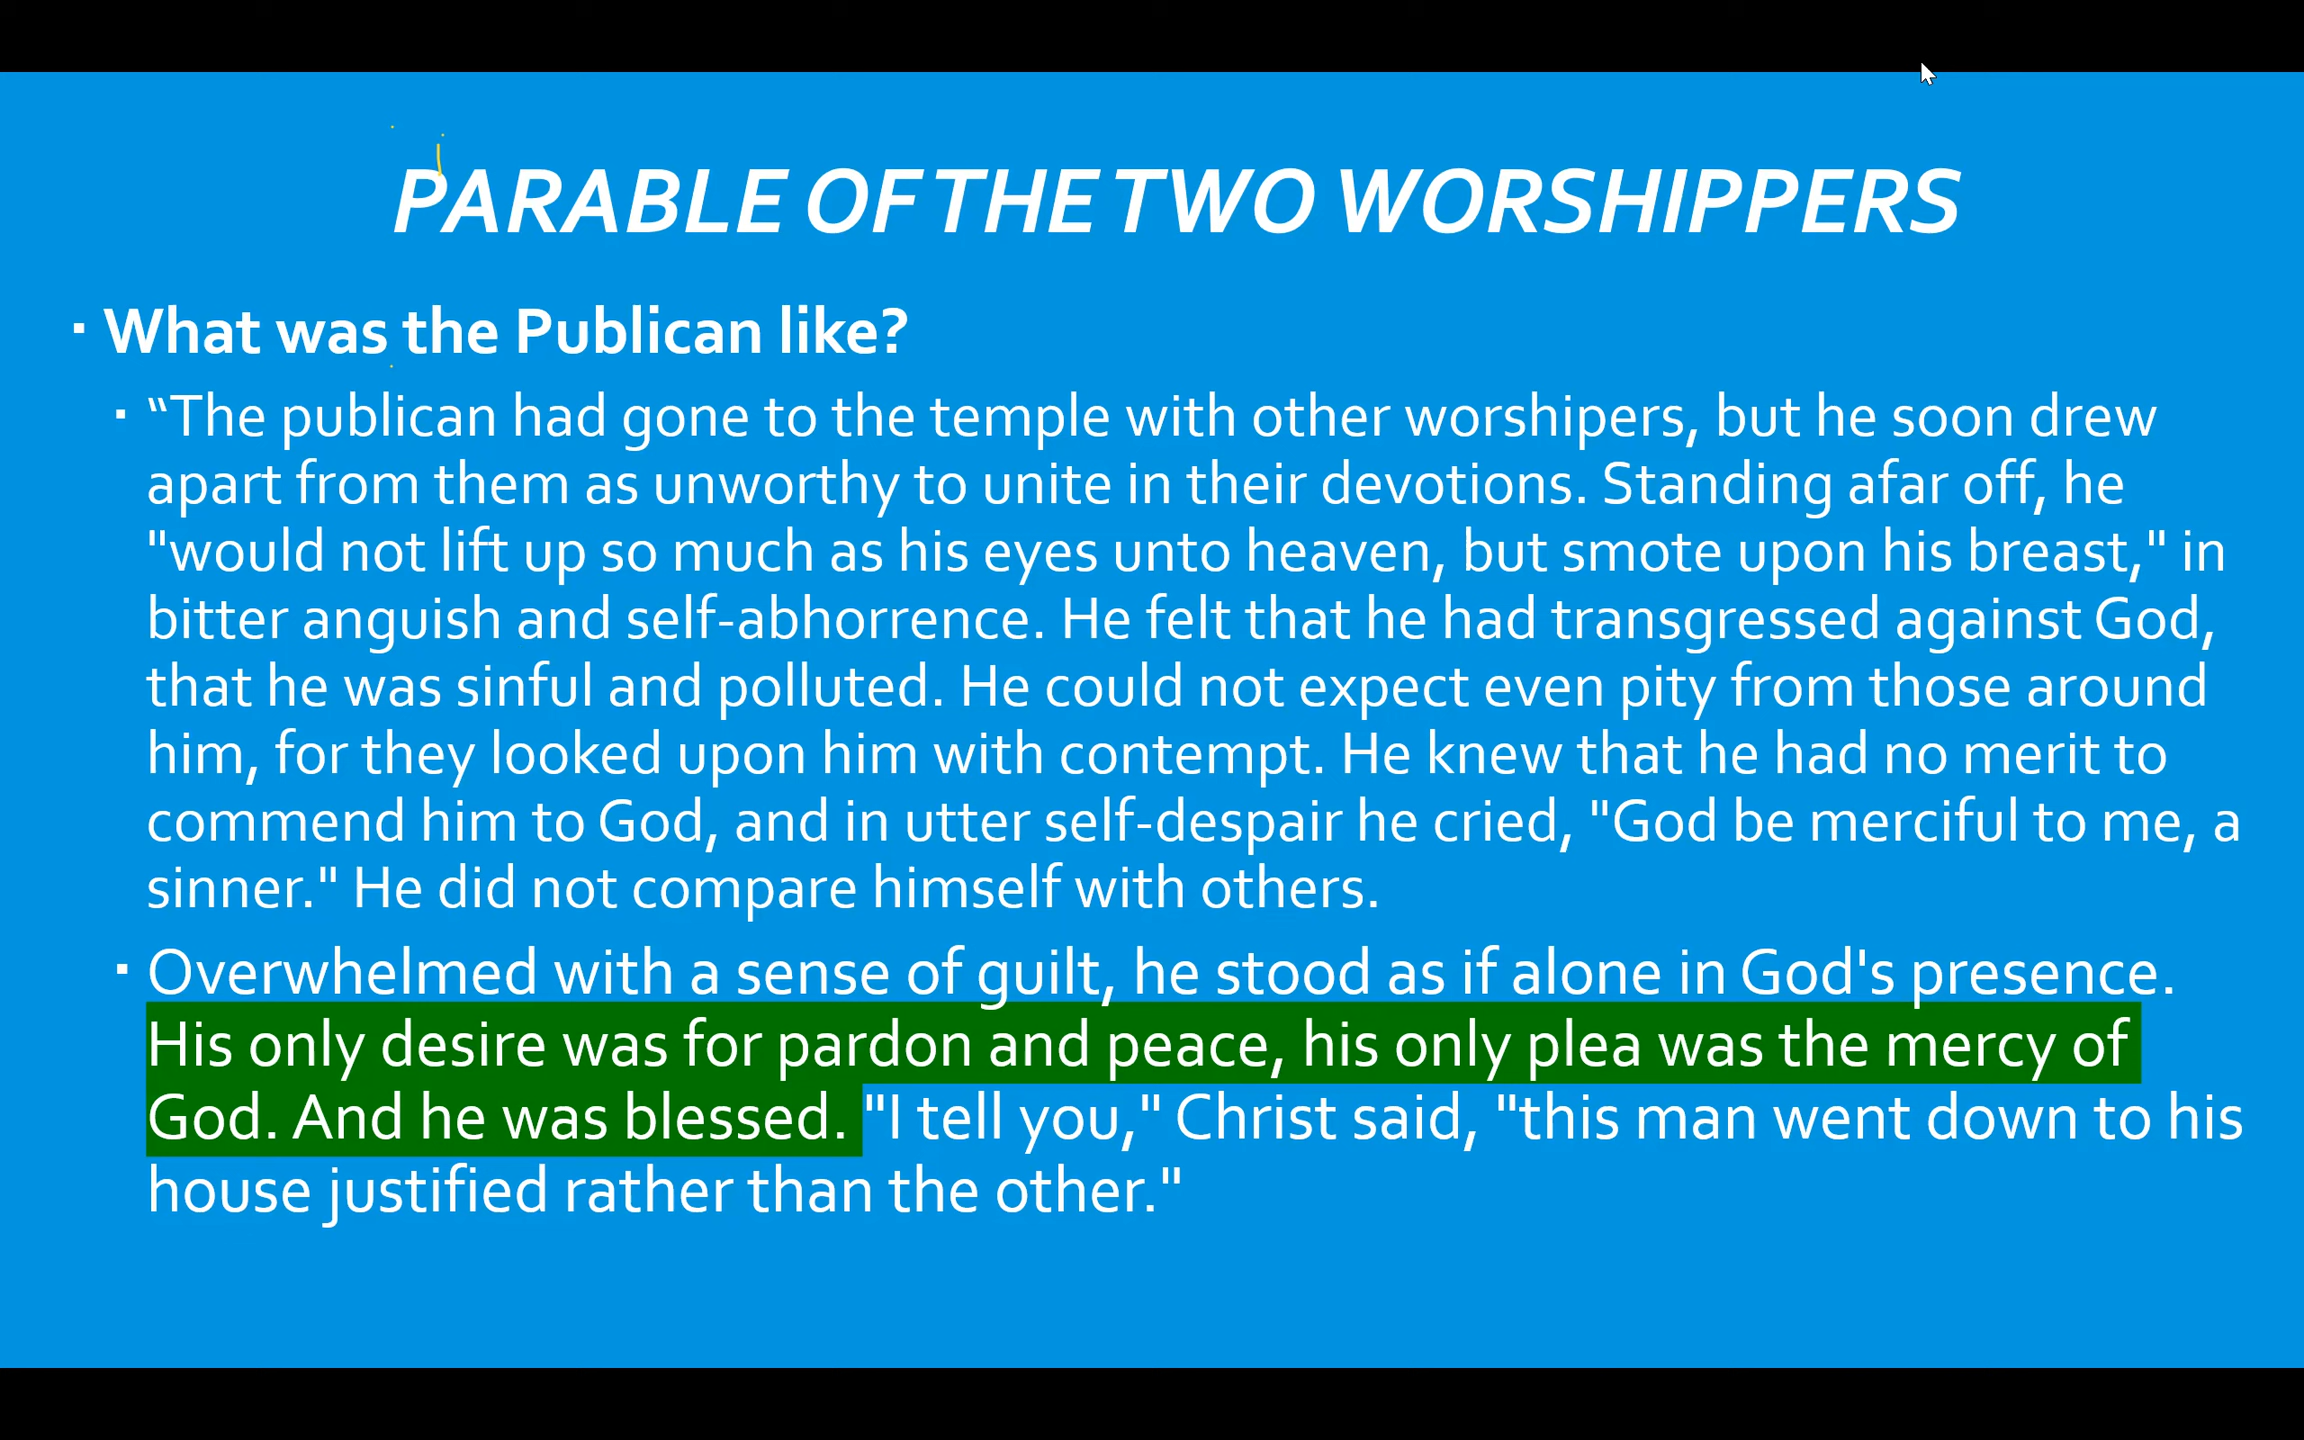 PARABLE OF THE TWO WORSHIPPERS
▪ What was the Publican like?
▪ “The publican had gone to the temple with other worshipers, but he soon drew
apart from them as unworthy to unite in their devotions. Standing afar off, he
"would not lift up so much as his eyes unto heaven, but smote upon his breast," in
bitter anguish and self-abhorrence. He felt that he had transgressed against God,
that he was sinful and polluted. He could not expect even pity from those around
him, for they looked upon him with contempt. He knew that he had no merit to
commend him to God, and in utter self-despair he cried, "God be merciful to me, a
sinner." He did not compare himself with others.
▪ Overwhelmed with a sense of guilt, he stood as if alone in God's presence.
His only desire was for pardon and peace, his only plea was the mercy of
God. And he was blessed. "I tell you," Christ said, "this man went down to his
house justified rather than the other."